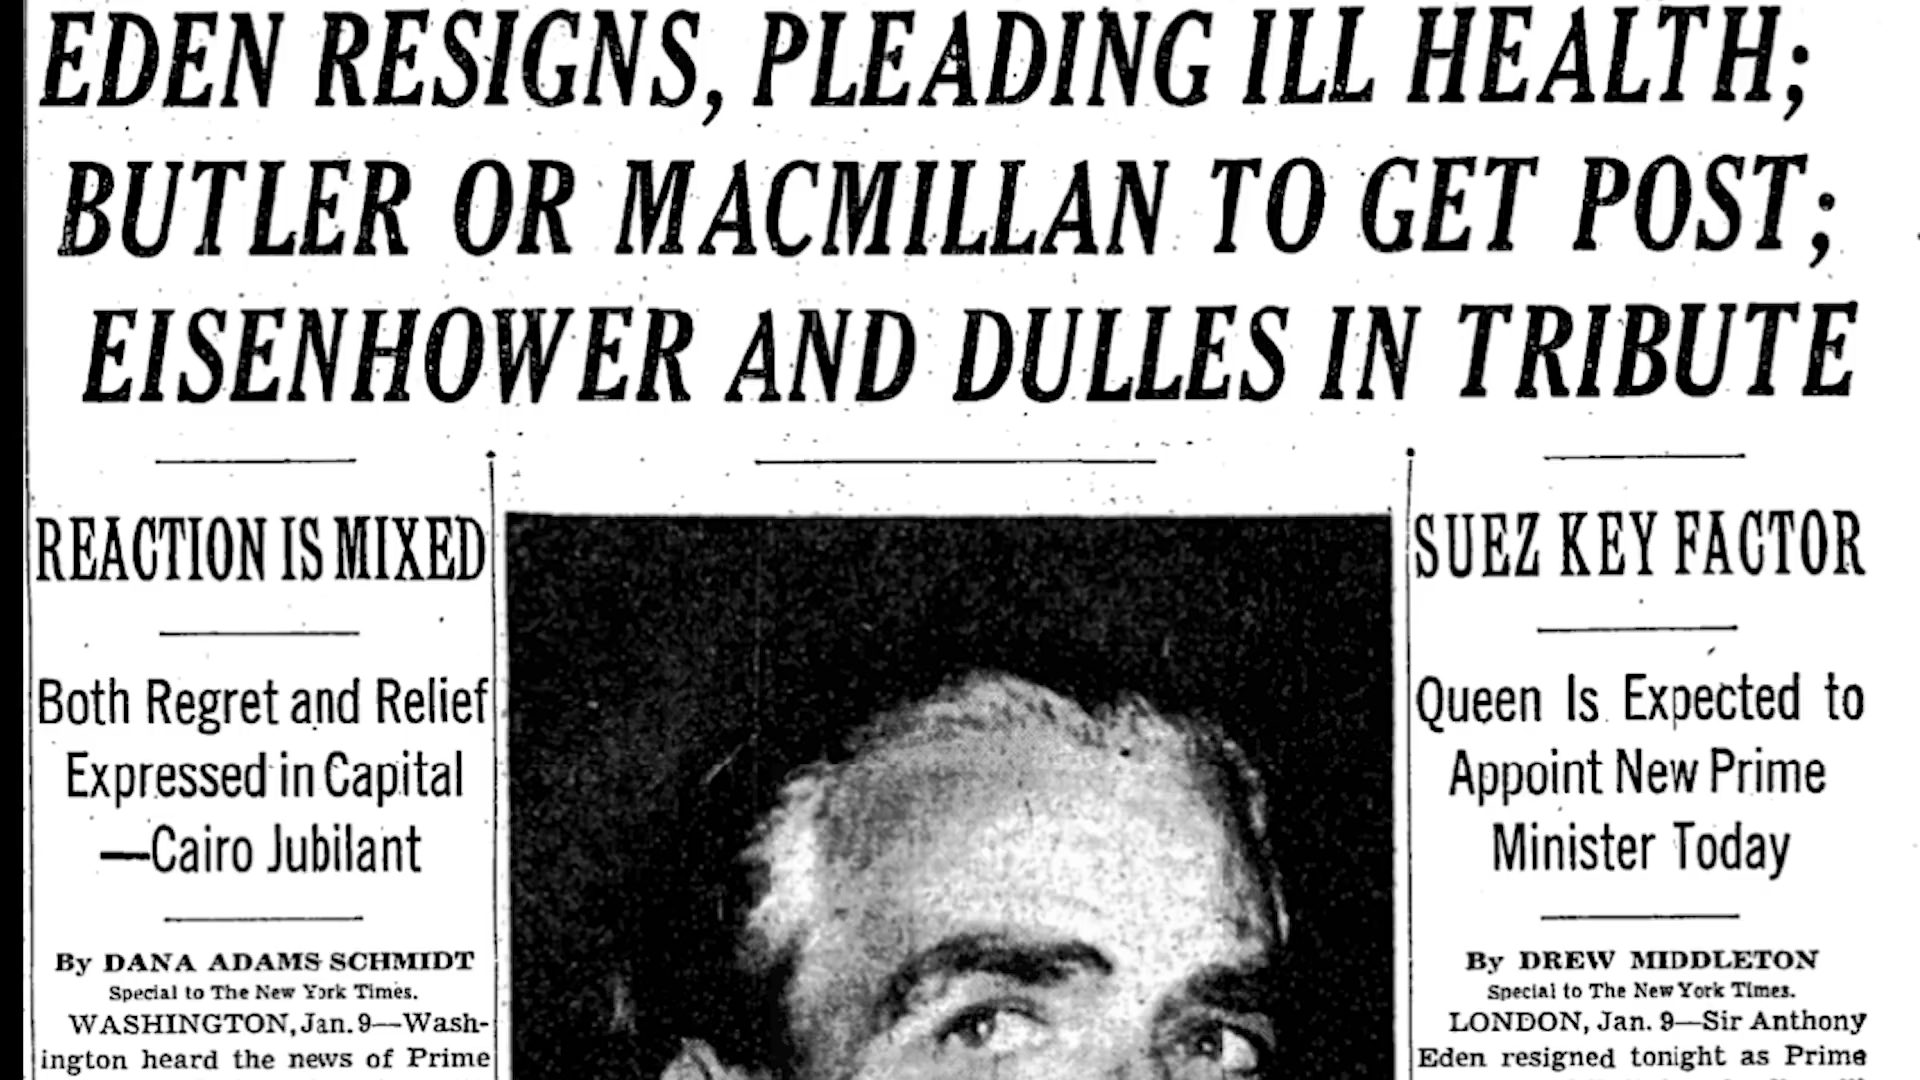 EDEN RESIGNS, PLEADING ILL HEALTH;
BUTLER OR MACMILLAN TO GET POST;
EISENHOWER AND DULLES IN TRIBUTE
REACTION IS MIXED
Both Regret and Relief
Expressed in Capital
—Cairo Jubilant
By DANA ADAMS SCHMIDT
Special to The New York Times.
WASHINGTON, Jan. 9—Wash-
ington heard the news of Prime
SUEZ KEY FACTOR
Queen Is Expected to
Appoint New Prime
Minister Today
By DREW MIDDLETON
Special to The New York Times.
LONDON, Jan. 9—Sir Anthony
Eden resigned tonight as Prime